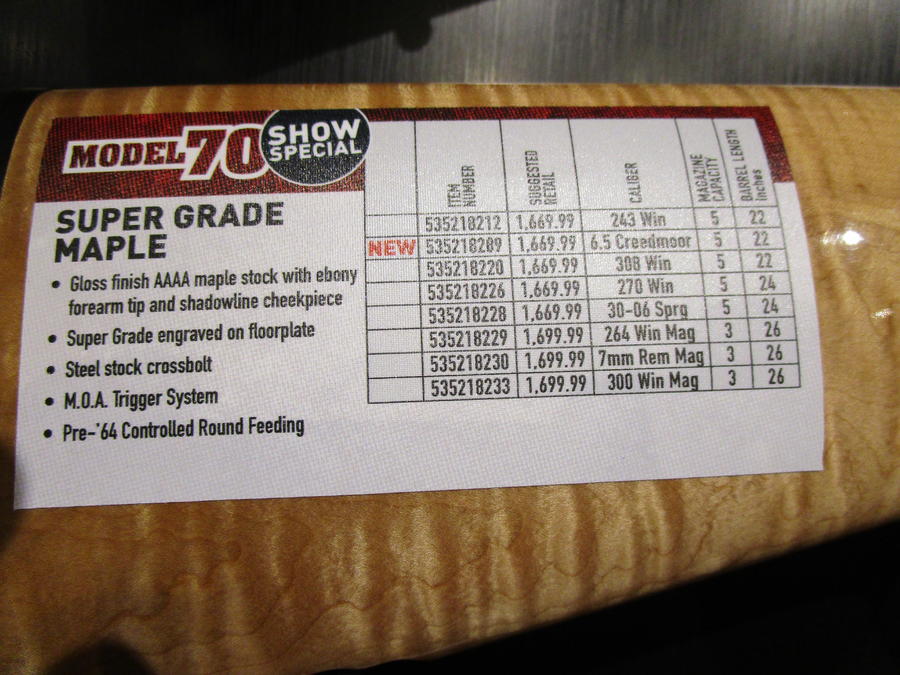 MODEL 70 SHOW SPECIAL
SUPER GRADE
MAPLE
• Gloss finish AAAA maple stock with ebony
forearm tip and shadowline cheekpiece
• Super Grade engraved on floorplate
• Steel stock crossbolt
• M.O.A. Trigger System
• Pre-'64 Controlled Round Feeding
ITEM NUMBER SUGGESTED RETAIL CALIBER MAGAZINE CAPACITY BARREL LENGTH inches
535218212 1,669.99 243 Win 5 22
NEW 535218289 1,669.99 6.5 Creedmoor 5 22
535218220 1,669.99 308 Win 5 22
535218226 1,669.99 270 Win 5 24
535218228 1,669.99 30-06 Sprg 5 24
535218229 1,699.99 264 Win Mag 3 26
535218230 1,699.99 7mm Rem Mag 3 26
535218233 1,699.99 300 Win Mag 3 26